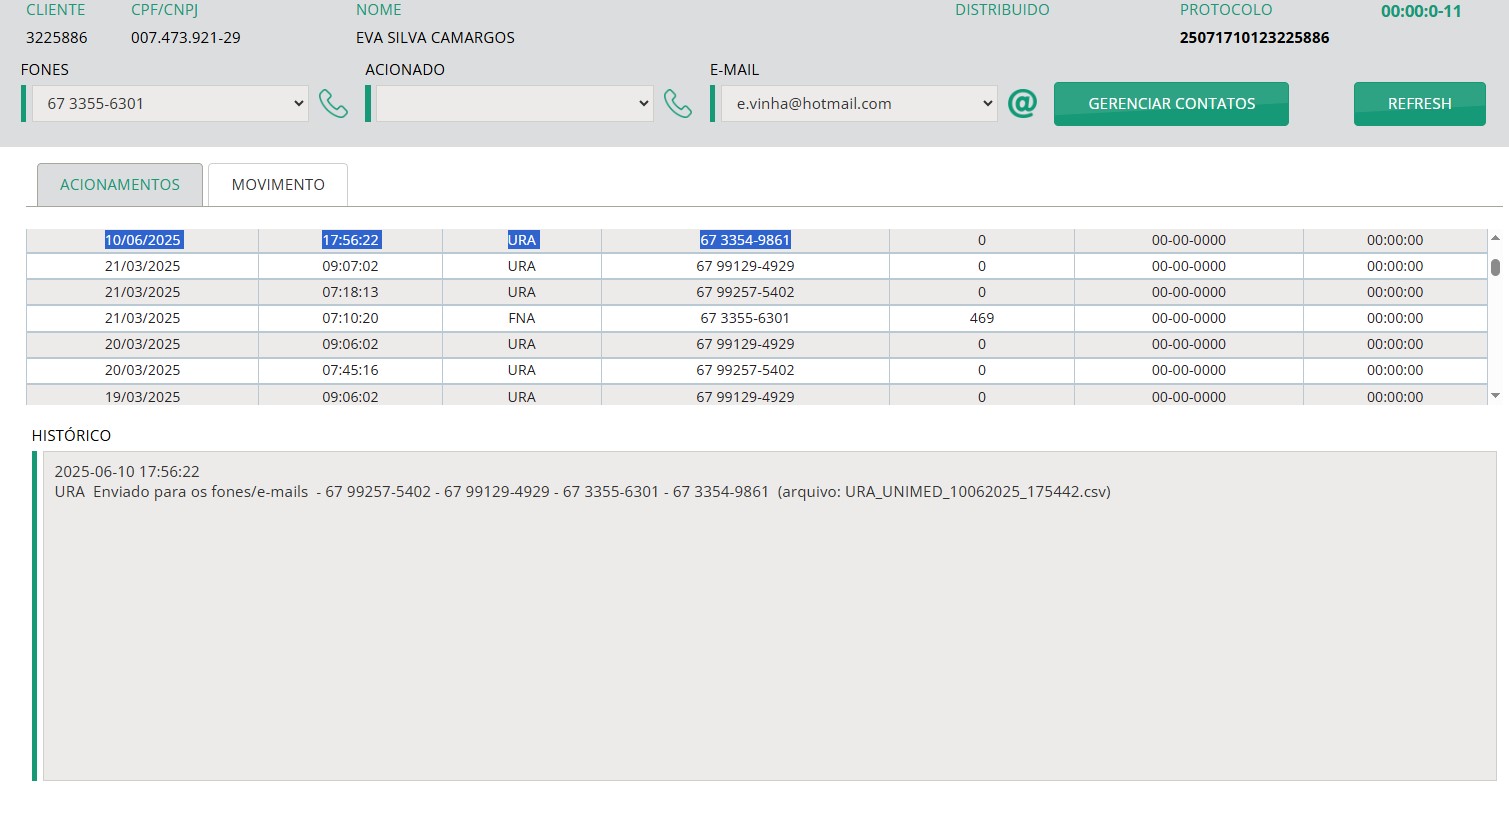 CLIENTE CPF/CNPJ NOME DISTRIBUIDO PROTOCOLO 00:00:0-11
3225886 007.473.921-29 EVA SILVA CAMARGOS 25071710123225886
FONES ACIONADO E-MAIL
67 3355-6301 e.vinha@hotmail.com @ GERENCIAR CONTATOS REFRESH
ACIONAMENTOS MOVIMENTO
10/06/2025 17:56:22 URA 67 3354-9861 0 00-00-0000 00:00:00
21/03/2025 09:07:02 URA 67 99129-4929 0 00-00-0000 00:00:00
21/03/2025 07:18:13 URA 67 99257-5402 0 00-00-0000 00:00:00
21/03/2025 07:10:20 FNA 67 3355-6301 469 00-00-0000 00:00:00
20/03/2025 09:06:02 URA 67 99129-4929 0 00-00-0000 00:00:00
20/03/2025 07:45:16 URA 67 99257-5402 0 00-00-0000 00:00:00
19/03/2025 09:06:02 URA 67 99129-4929 0 00-00-0000 00:00:00
HISTÓRICO
2025-06-10 17:56:22
URA Enviado para os fones/e-mails - 67 99257-5402 - 67 99129-4929 - 67 3355-6301 - 67 3354-9861 (arquivo: URA_UNIMED_10062025_175442.csv)